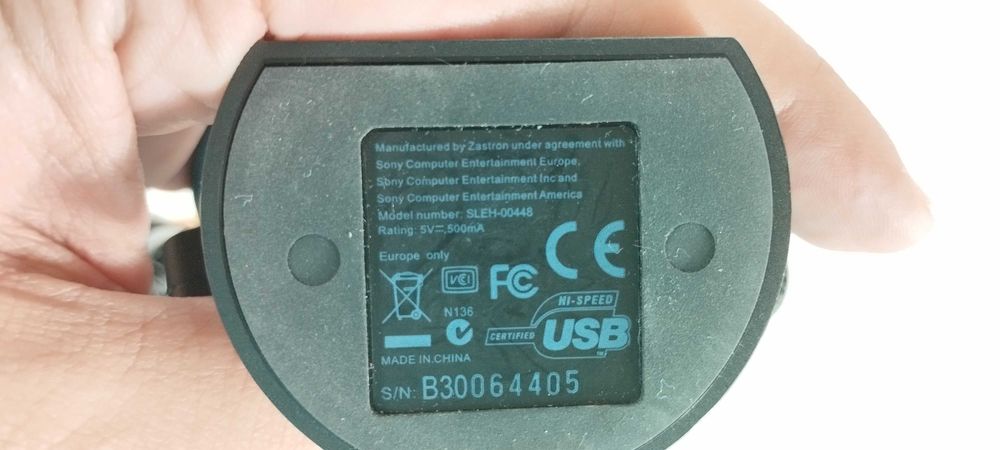 Manufactured by Zastron under agreement with
Sony Computer Entertainment Europe,
Sony Computer Entertainment Inc and
Sony Computer Entertainment America
Model number: SLEH-00448
Rating: 5V⎓,500mA
Europe only
VCI
FC
CE
N136
HI-SPEED
CERTIFIED
USB
TM
MADE IN.CHINA
S/N: B30064405